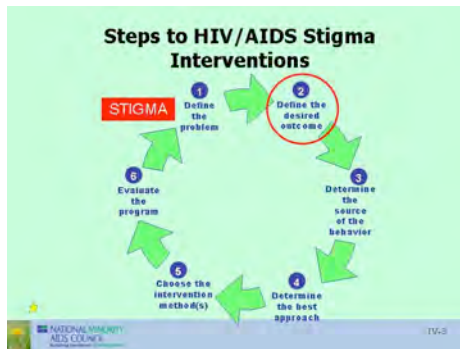 Steps to HIV/AIDS Stigma
Interventions
STIGMA
1
Define
the
problem
2
Define the
desired
outcome
3
Determine
the
source
of the
behavior
4
Determine
the best
approach
5
Choose the
intervention
method(s)
6
Evaluate
the
program
NATIONAL MINORITY
AIDS COUNCIL